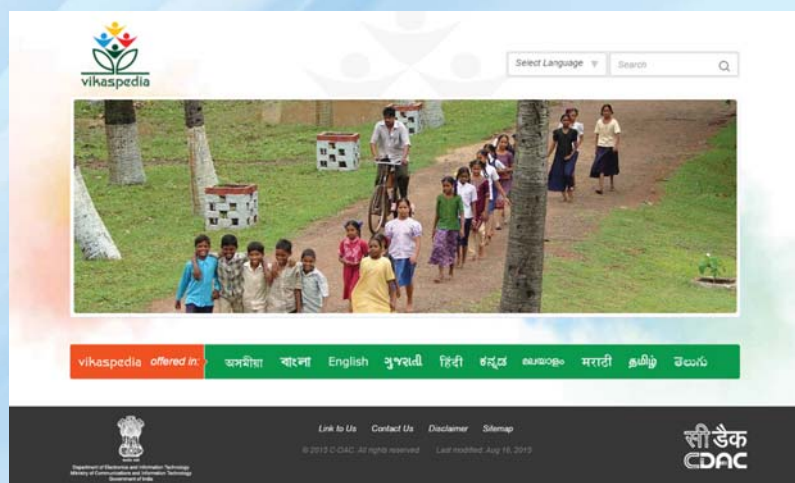 vikaspedia
Select Language
Search
vikaspedia offered in: অসমীয়া বাংলা English ગુજરાતી हिंदी ಕನ್ನಡ മലയാളം मराठी தமிழ் తెలుగు
Link to Us Contact Us Disclaimer Sitemap
© 2015 C-DAC. All rights reserved Last modified: Aug 18, 2015
Department of Electronics and Information Technology
Ministry of Communications and Information Technology
Government of India
सी डैक
CDAC